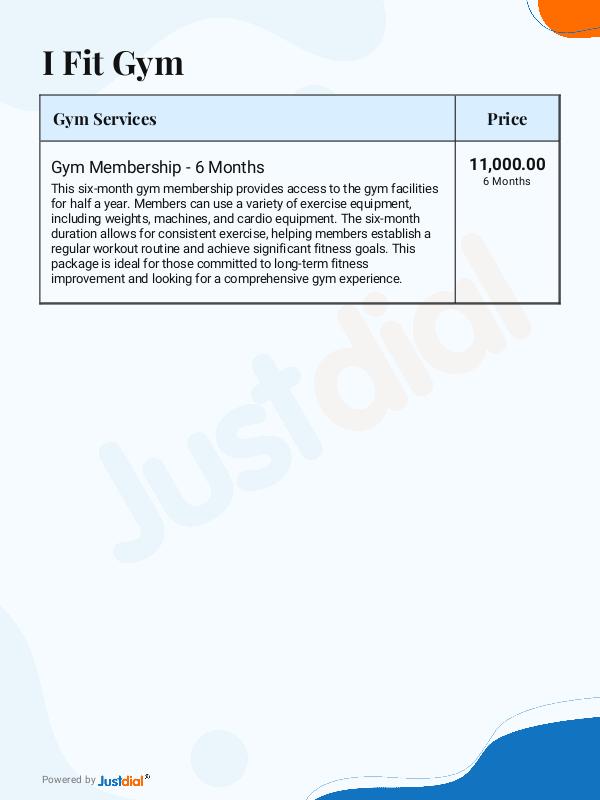 I Fit Gym
Gym Services
Price
Gym Membership - 6 Months
11,000.00
6 Months
This six-month gym membership provides access to the gym facilities
for half a year. Members can use a variety of exercise equipment,
including weights, machines, and cardio equipment. The six-month
duration allows for consistent exercise, helping members establish a
regular workout routine and achieve significant fitness goals. This
package is ideal for those committed to long-term fitness
improvement and looking for a comprehensive gym experience.
Justdial
Powered by Justdial®